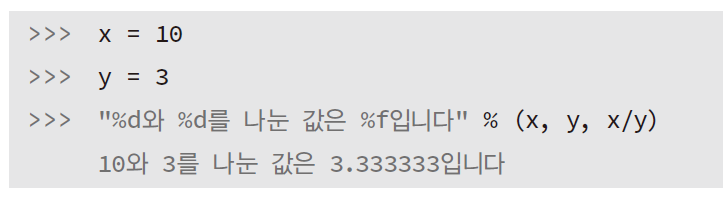 >>> x = 10
>>> y = 3
>>> "%d와 %d를 나눈 값은 %f입니다" % (x, y, x/y)
10와 3를 나눈 값은 3.333333입니다